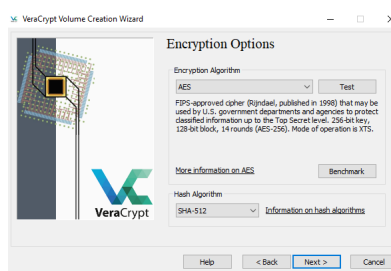 VeraCrypt Volume Creation Wizard
Encryption Options
Encryption Algorithm
AES
Test
FIPS-approved cipher (Rijndael, published in 1998) that may be
used by U.S. government departments and agencies to protect
classified information up to the Top Secret level. 256-bit key,
128-bit block, 14 rounds (AES-256). Mode of operation is XTS.
More information on AES
Benchmark
Hash Algorithm
SHA-512
Information on hash algorithms
VeraCrypt
Help
< Back
Next >
Cancel